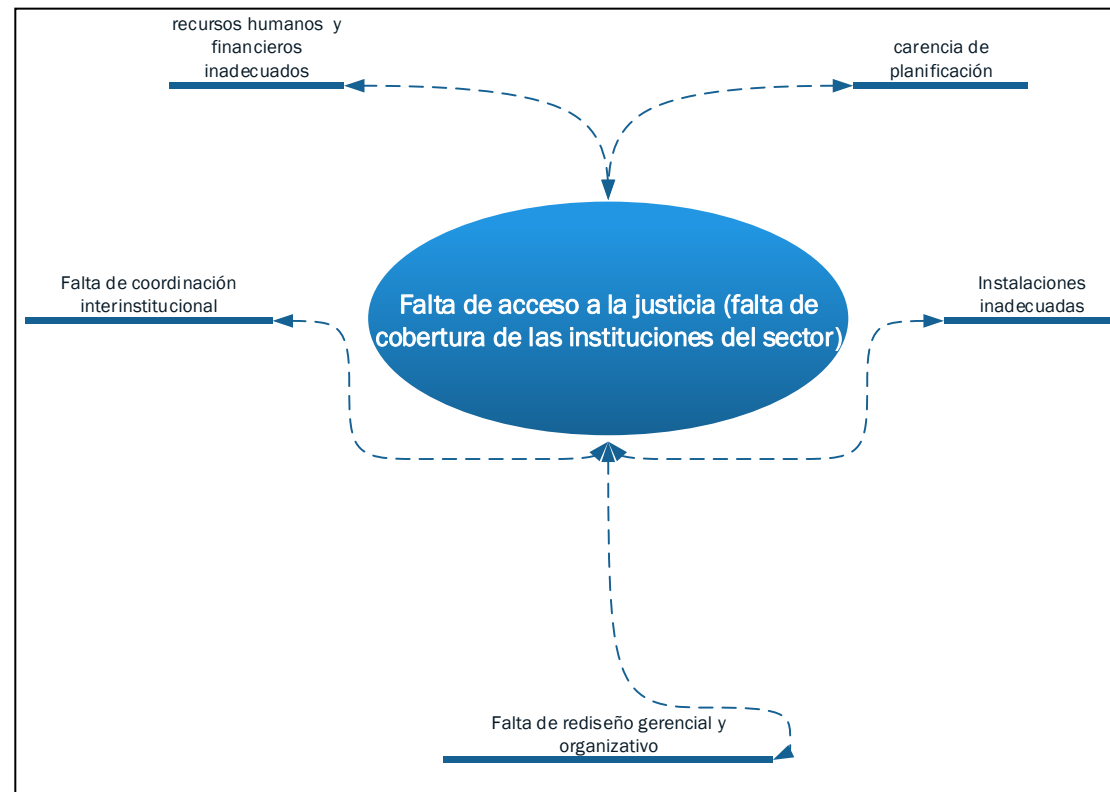 recursos humanos y
financieros
inadecuados
carencia de
planificación
Falta de coordinación
interinstitucional
Falta de acceso a la justicia (falta de
cobertura de las instituciones del sector)
Instalaciones
inadecuadas
Falta de rediseño gerencial y
organizativo